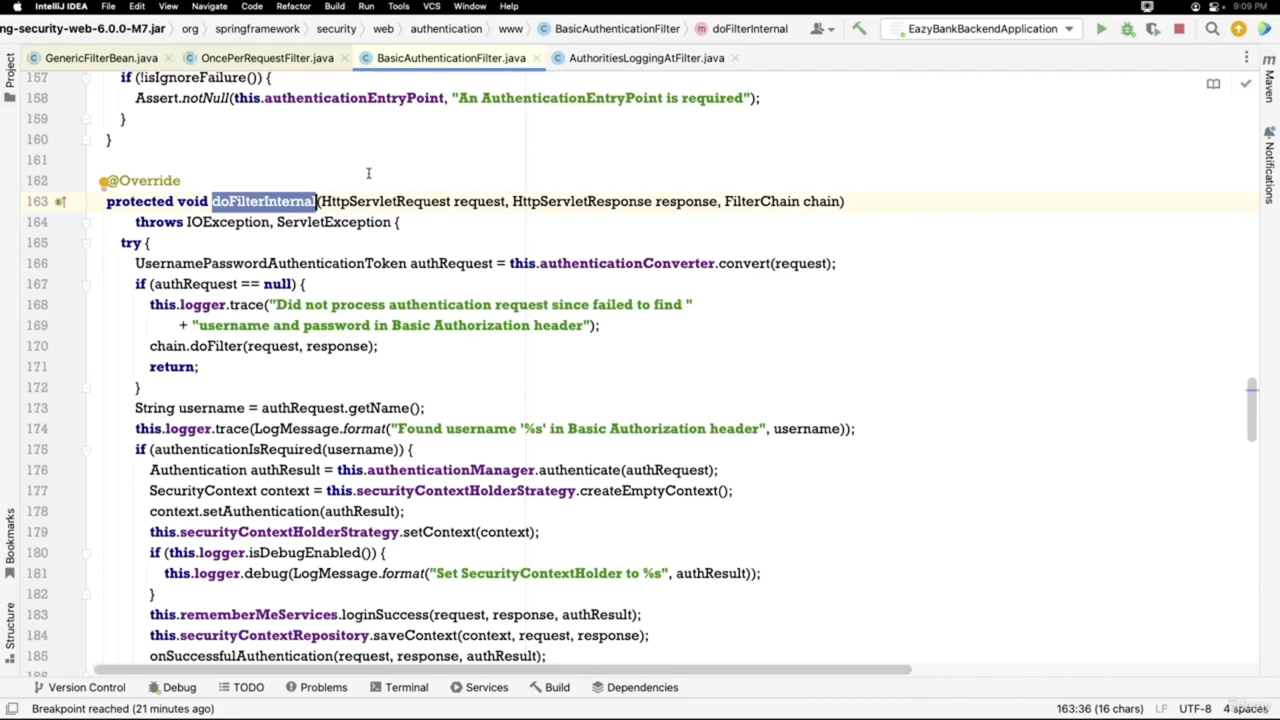 IntelliJ IDEA File Edit View Navigate Code Refactor Build Run Tools VCS Window Help 9:09 PM
ng-security-web-6.0.0-M7.jar org springframework security web authentication www BasicAuthenticationFilter doFilterInternal EazyBankBackendApplication
Project GenericFilterBean.java OncePerRequestFilter.java BasicAuthenticationFilter.java AuthoritiesLoggingAtFilter.java Maven
157 if (!isIgnoreFailure()) {
158 Assert.notNull(this.authenticationEntryPoint, "An AuthenticationEntryPoint is required");
159 }
160 }
161
162 @Override
163 protected void doFilterInternal(HttpServletRequest request, HttpServletResponse response, FilterChain chain)
164 throws IOException, ServletException {
165 try {
166 UsernamePasswordAuthenticationToken authRequest = this.authenticationConverter.convert(request);
167 if (authRequest == null) {
168 this.logger.trace("Did not process authentication request since failed to find "
169 + "username and password in Basic Authorization header");
170 chain.doFilter(request, response);
171 return;
172 }
173 String username = authRequest.getName();
174 this.logger.trace(LogMessage.format("Found username '%s' in Basic Authorization header", username));
175 if (authenticationIsRequired(username)) {
176 Authentication authResult = this.authenticationManager.authenticate(authRequest);
177 SecurityContext context = this.securityContextHolderStrategy.createEmptyContext();
178 context.setAuthentication(authResult);
179 this.securityContextHolderStrategy.setContext(context);
180 if (this.logger.isDebugEnabled()) {
181 this.logger.debug(LogMessage.format("Set SecurityContextHolder to %s", authResult));
182 }
183 this.rememberMeServices.loginSuccess(request, response, authResult);
184 this.securityContextRepository.saveContext(context, request, response);
185 onSuccessfulAuthentication(request, response, authResult);
Notifications
Bookmarks
Structure
Version Control Debug TODO Problems Terminal Services Build Dependencies
Breakpoint reached (21 minutes ago) 163:36 (16 chars) LF UTF-8 4 spaces